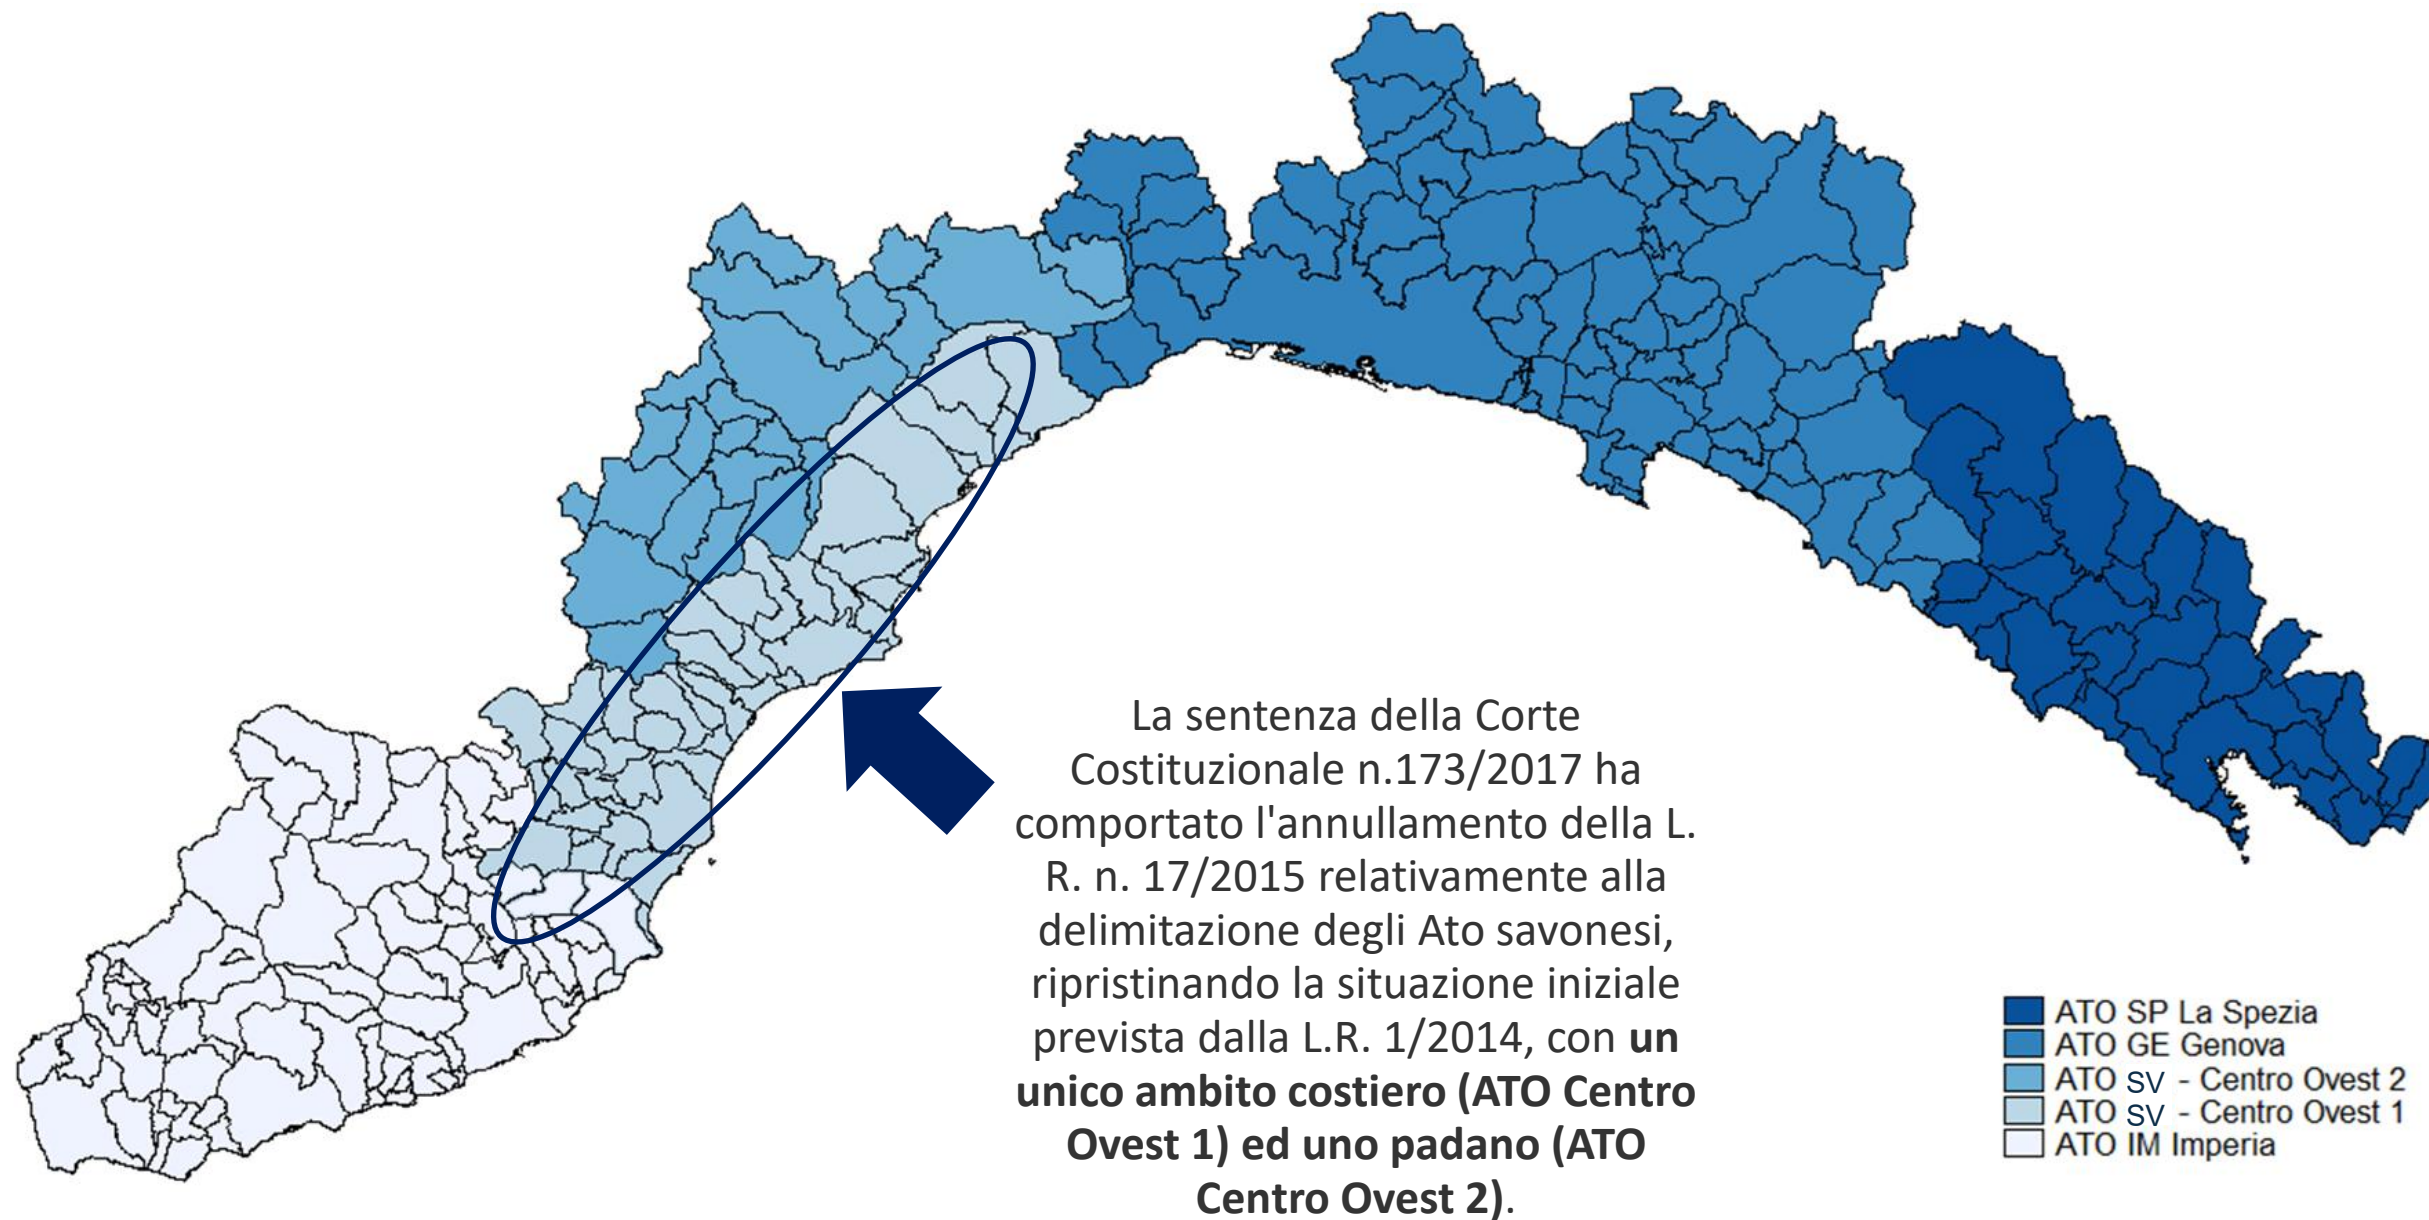 La sentenza della Corte
Costituzionale n.173/2017 ha
comportato l'annullamento della L.
R. n. 17/2015 relativamente alla
delimitazione degli Ato savonesi,
ripristinando la situazione iniziale
prevista dalla L.R. 1/2014, con un
unico ambito costiero (ATO Centro
Ovest 1) ed uno padano (ATO
Centro Ovest 2).
ATO SP La Spezia
ATO GE Genova
ATO SV - Centro Ovest 2
ATO SV - Centro Ovest 1
ATO IM Imperia